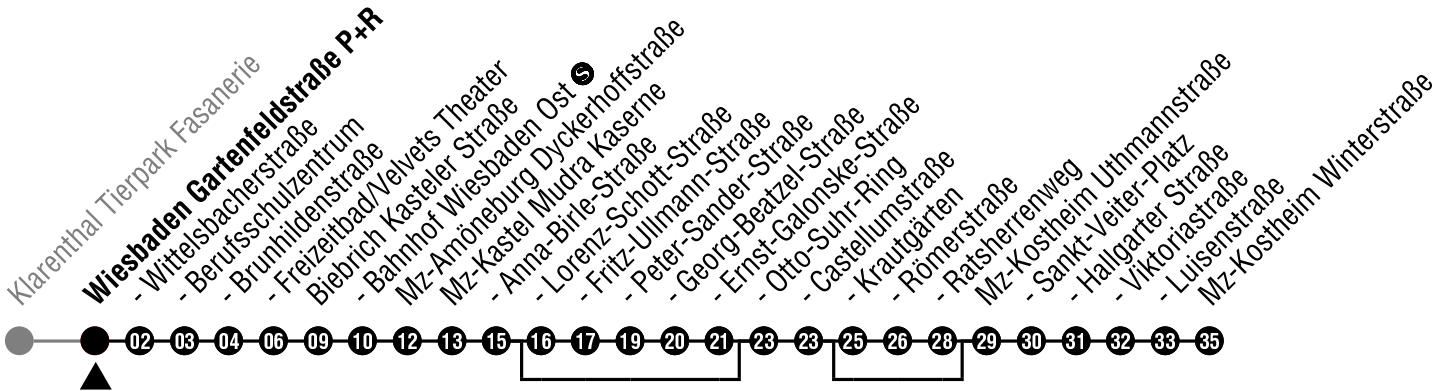 Klarenthal Tierpark Fasanerie
Wiesbaden Gartenfeldstraße P+R
- Wittelsbacherstraße
- Berufsschulzentrum
- Brunhildenstraße
- Freizeitbad/Velvets Theater
Biebrich Kasteler Straße
- Bahnhof Wiesbaden Ost S
Mz-Amöneburg Dyckerhoffstraße
Mz-Kastel Mudra Kaserne
- Anna-Birle-Straße
- Lorenz-Schott-Straße
- Fritz-Ullmann-Straße
- Peter-Sander-Straße
- Georg-Beatzel-Straße
- Ernst-Galonske-Straße
- Otto-Suhr-Ring
- Castellumstraße
- Krautgärten
- Römerstraße
- Ratsherrenweg
Mz-Kostheim Uthmannstraße
- Sankt-Veiter-Platz
- Hallgarter Straße
- Viktoriastraße
- Luisenstraße
Mz-Kostheim Winterstraße
02 03 04 06 09 10 12 13 15 16 17 19 20 21 23 23 25 26 28 29 30 31 32 33 35